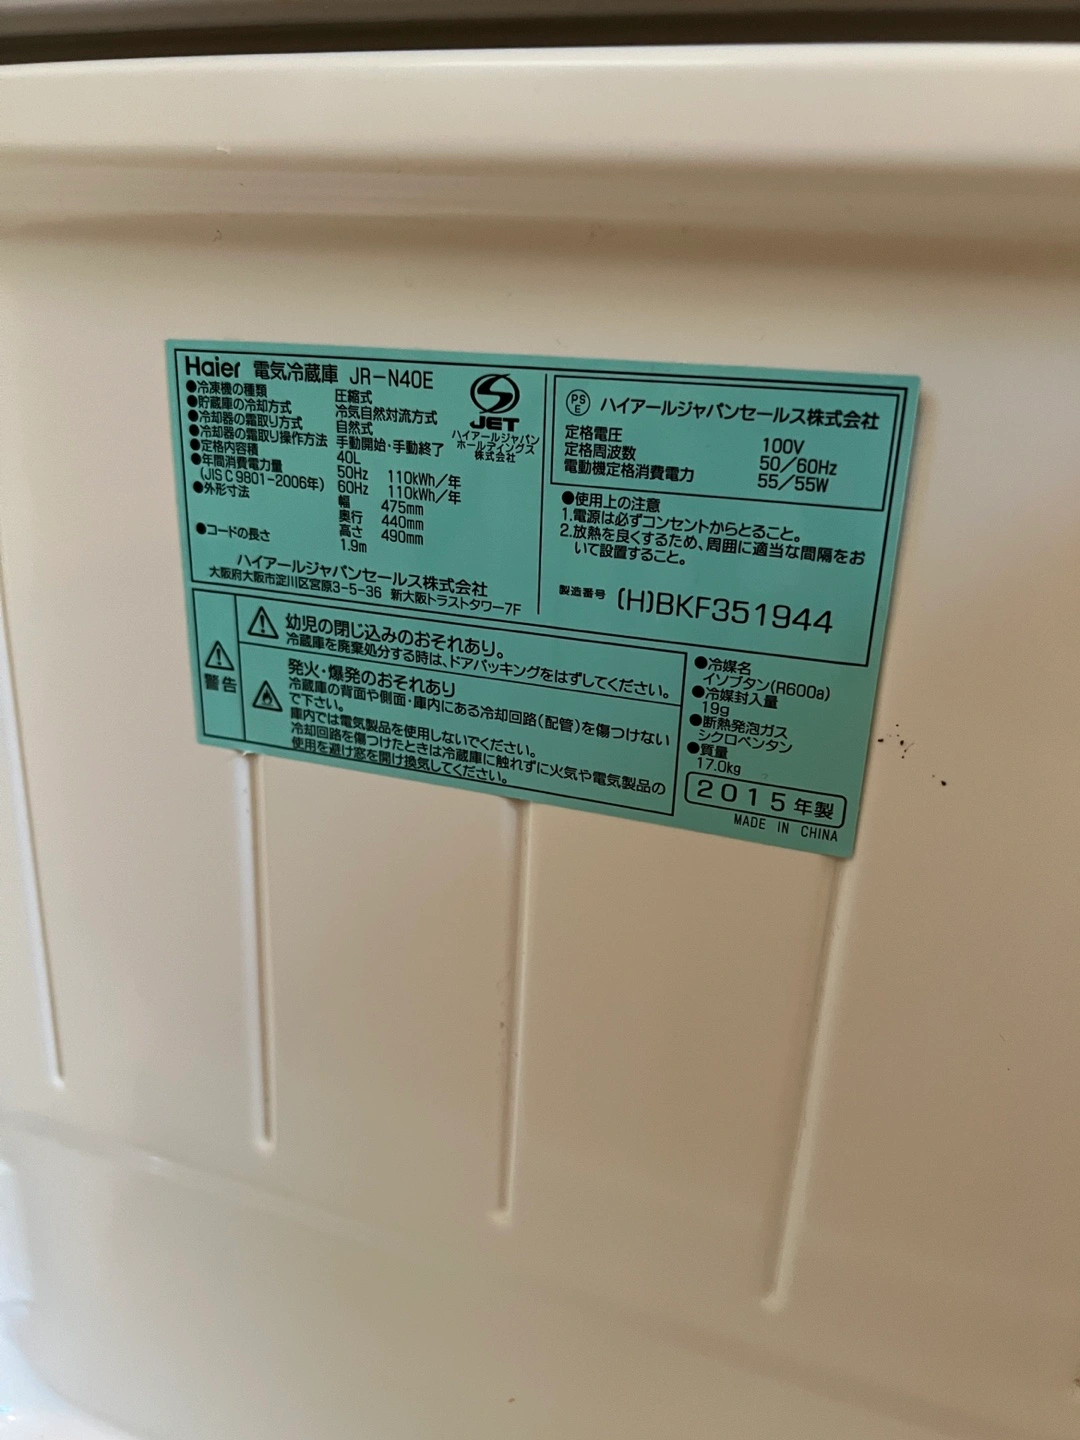 Haier 電気冷蔵庫 JR-N40E
●冷凍機の種類 圧縮式
●貯蔵庫の冷却方式 冷気自然対流方式
●冷却器の霜取り方式 自然式
●冷却器の霜取り操作方法 手動開始・手動終了
●定格内容積 40L
●年間消費電力量 50Hz 110kWh/年
(JIS C 9801-2006年) 60Hz 110kWh/年
●外形寸法 幅 475mm
奥行 440mm
高さ 490mm
●コードの長さ 1.9m
JET
ハイアールジャパン
ホールディングス
株式会社
ハイアールジャパンセールス株式会社
大阪府大阪市淀川区宮原3-5-36 新大阪トラストタワー7F
PS
E
ハイアールジャパンセールス株式会社
定格電圧 100V
定格周波数 50/60Hz
電動機定格消費電力 55/55W
●使用上の注意
1.電源は必ずコンセントからとること。
2.放熱を良くするため、周囲に適当な間隔をお
いて設置すること。
製造番号 (H)BKF351944
警告
幼児の閉じ込みのおそれあり。
冷蔵庫を廃棄処分する時は、ドアパッキングをはずしてください。
発火・爆発のおそれあり
冷蔵庫の背面や側面・庫内にある冷却回路(配管)を傷つけない
で下さい。
庫内では電気製品を使用しないでください。
冷却回路を傷つけたときは冷蔵庫に触れずに火気や電気製品の
使用を避け窓を開け換気してください。
●冷媒名
イソブタン(R600a)
●冷媒封入量
19g
●断熱発泡ガス
シクロペンタン
●質量
17.0kg
2015年製
MADE IN CHINA